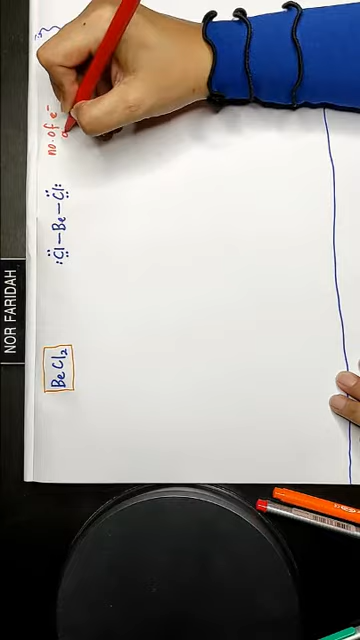 BeCl₂
:C̤̈l — Be — C̤̈l:
no. of e⁻
NOR FARIDAH